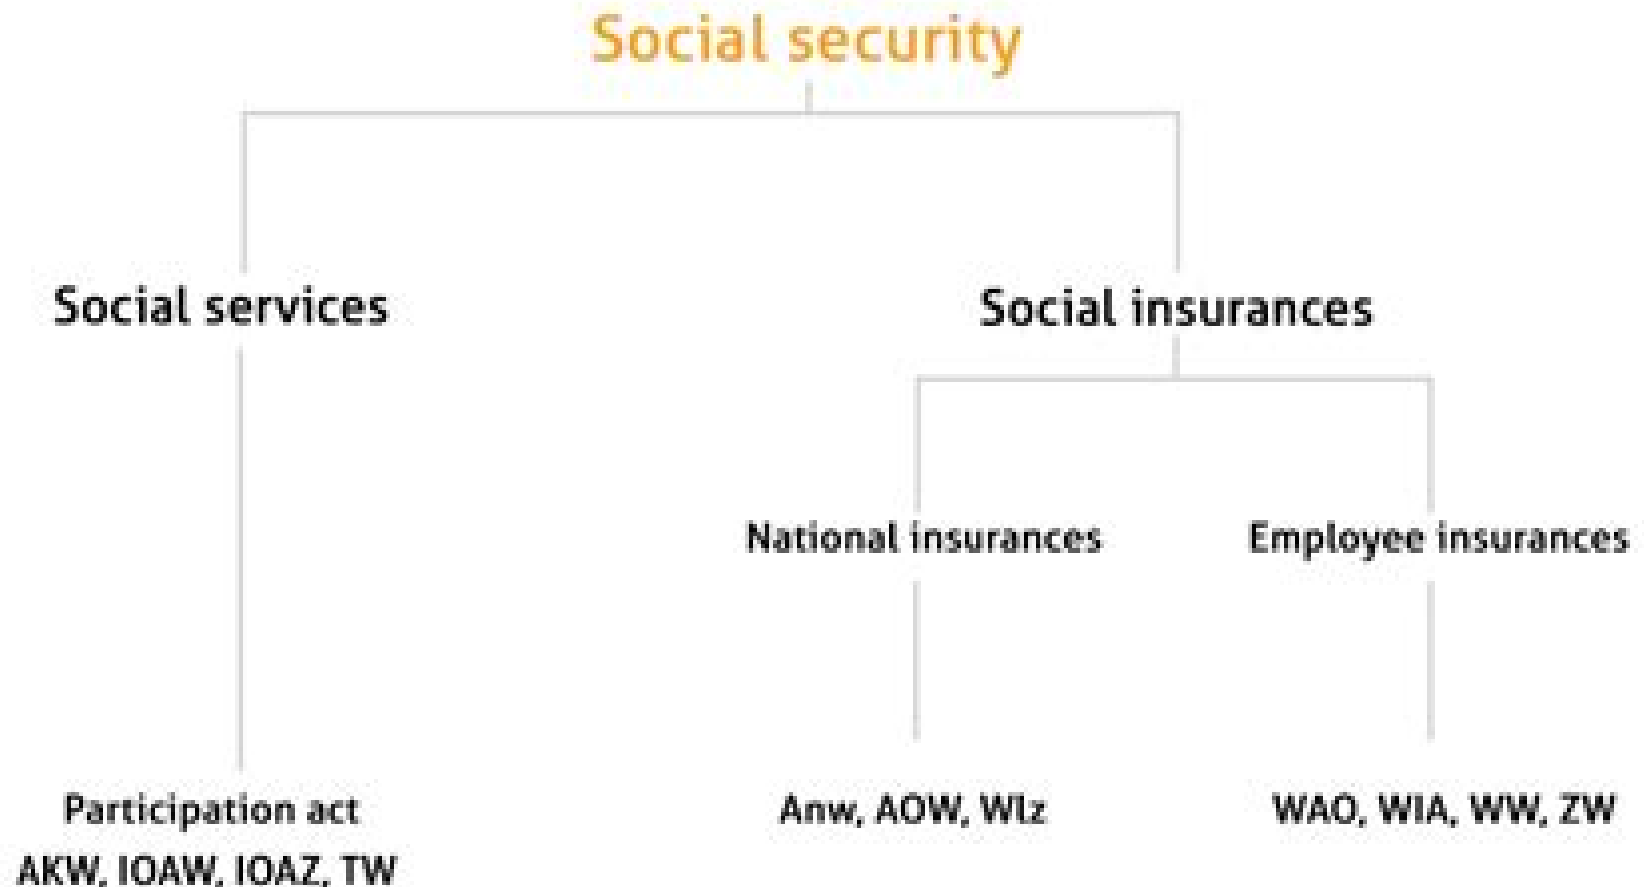 Social security
Social services
Social insurances
National insurances
Employee insurances
Participation act
AKW, IOAW, IOAZ, TW
Anw, AOW, Wlz
WAO, WIA, WW, ZW